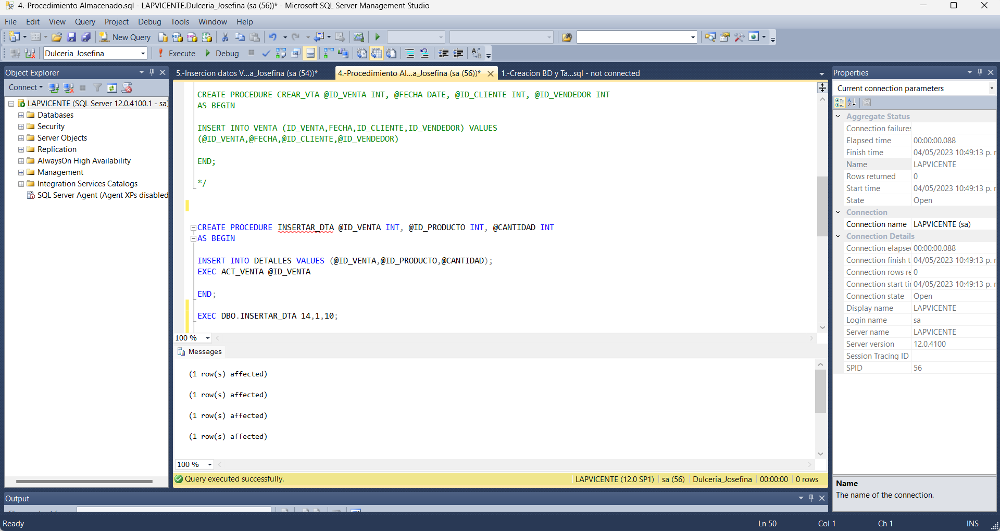 4.-Procedimiento Almacenado.sql - LAPVICENTE.Dulceria_Josefina (sa (56))* - Microsoft SQL Server Management Studio
File Edit View Query Project Debug Tools Window Help
New Query
Dulceria_Josefina Execute Debug
Object Explorer
Connect
LAPVICENTE (SQL Server 12.0.4100.1 - sa)
Databases
Security
Server Objects
Replication
AlwaysOn High Availability
Management
Integration Services Catalogs
SQL Server Agent (Agent XPs disabled
5.-Insercion datos V...a_Josefina (sa (54))* 4.-Procedimiento Al...a_Josefina (sa (56))* 1.-Creacion BD y Ta...sql - not connected
CREATE PROCEDURE CREAR_VTA @ID_VENTA INT, @FECHA DATE, @ID_CLIENTE INT, @ID_VENDEDOR INT
AS BEGIN
INSERT INTO VENTA (ID_VENTA,FECHA,ID_CLIENTE,ID_VENDEDOR) VALUES
(@ID_VENTA,@FECHA,@ID_CLIENTE,@ID_VENDEDOR)
END;
*/
CREATE PROCEDURE INSERTAR_DTA @ID_VENTA INT, @ID_PRODUCTO INT, @CANTIDAD INT
AS BEGIN
INSERT INTO DETALLES VALUES (@ID_VENTA,@ID_PRODUCTO,@CANTIDAD);
EXEC ACT_VENTA @ID_VENTA
END;
EXEC DBO.INSERTAR_DTA 14,1,10;
100 %
Messages
(1 row(s) affected)
(1 row(s) affected)
(1 row(s) affected)
(1 row(s) affected)
100 %
Query executed successfully. LAPVICENTE (12.0 SP1) sa (56) Dulceria_Josefina 00:00:00 0 rows
Properties
Current connection parameters
Aggregate Status
Connection failures
Elapsed time 00:00:00.088
Finish time 04/05/2023 10:49:13 p. r
Name LAPVICENTE
Rows returned 0
Start time 04/05/2023 10:49:13 p. r
State Open
Connection
Connection name LAPVICENTE (sa)
Connection Details
Connection elapse 00:00:00.088
Connection finish t 04/05/2023 10:49:13 p. r
Connection rows re 0
Connection start ti 04/05/2023 10:49:13 p. r
Connection state Open
Display name LAPVICENTE
Login name sa
Server name LAPVICENTE
Server version 12.0.4100
Session Tracing ID
SPID 56
Name
The name of the connection.
Output
Ready Ln 50 Col 1 Ch 1 INS